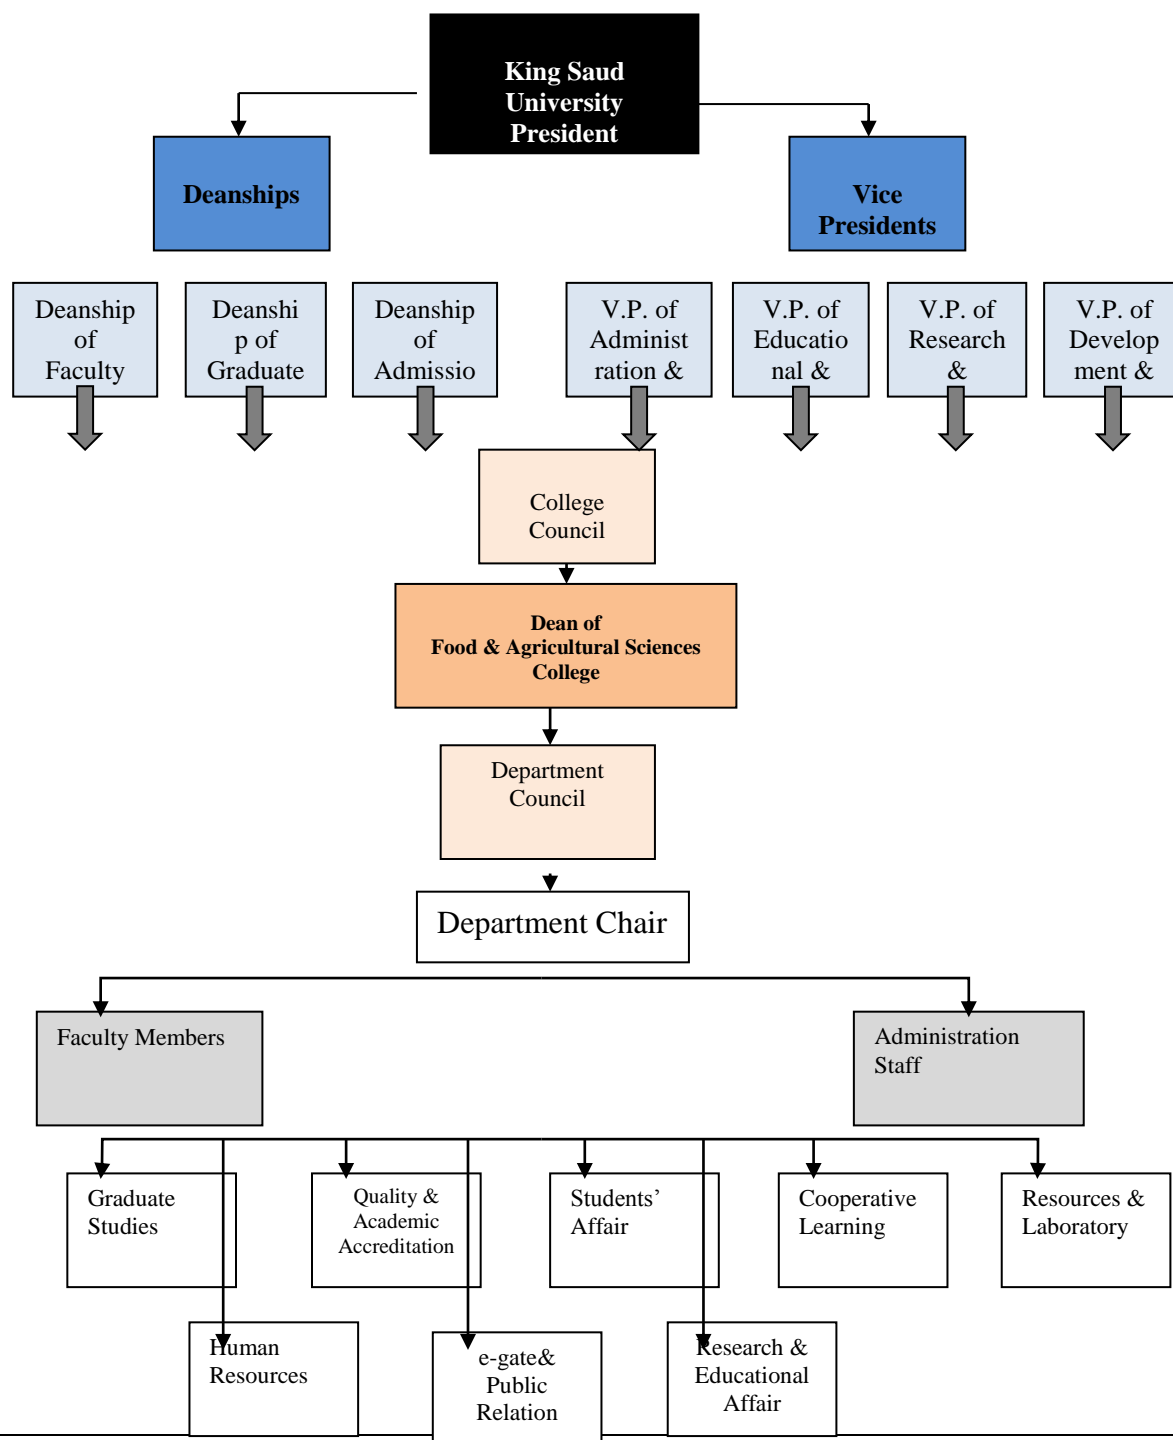 King Saud
University
President
Deanships
Vice
Presidents
Deanship
of
Faculty
Deanshi
p of
Graduate
Deanship
of
Admissio
V.P. of
Administ
ration &
V.P. of
Educatio
nal &
V.P. of
Research
&
V.P. of
Develop
ment &
College
Council
Dean of
Food & Agricultural Sciences
College
Department
Council
Department Chair
Faculty Members
Administration
Staff
Graduate
Studies
Quality &
Academic
Accreditation
Students’
Affair
Cooperative
Learning
Resources &
Laboratory
Human
Resources
e-gate&
Public
Relation
Research &
Educational
Affair